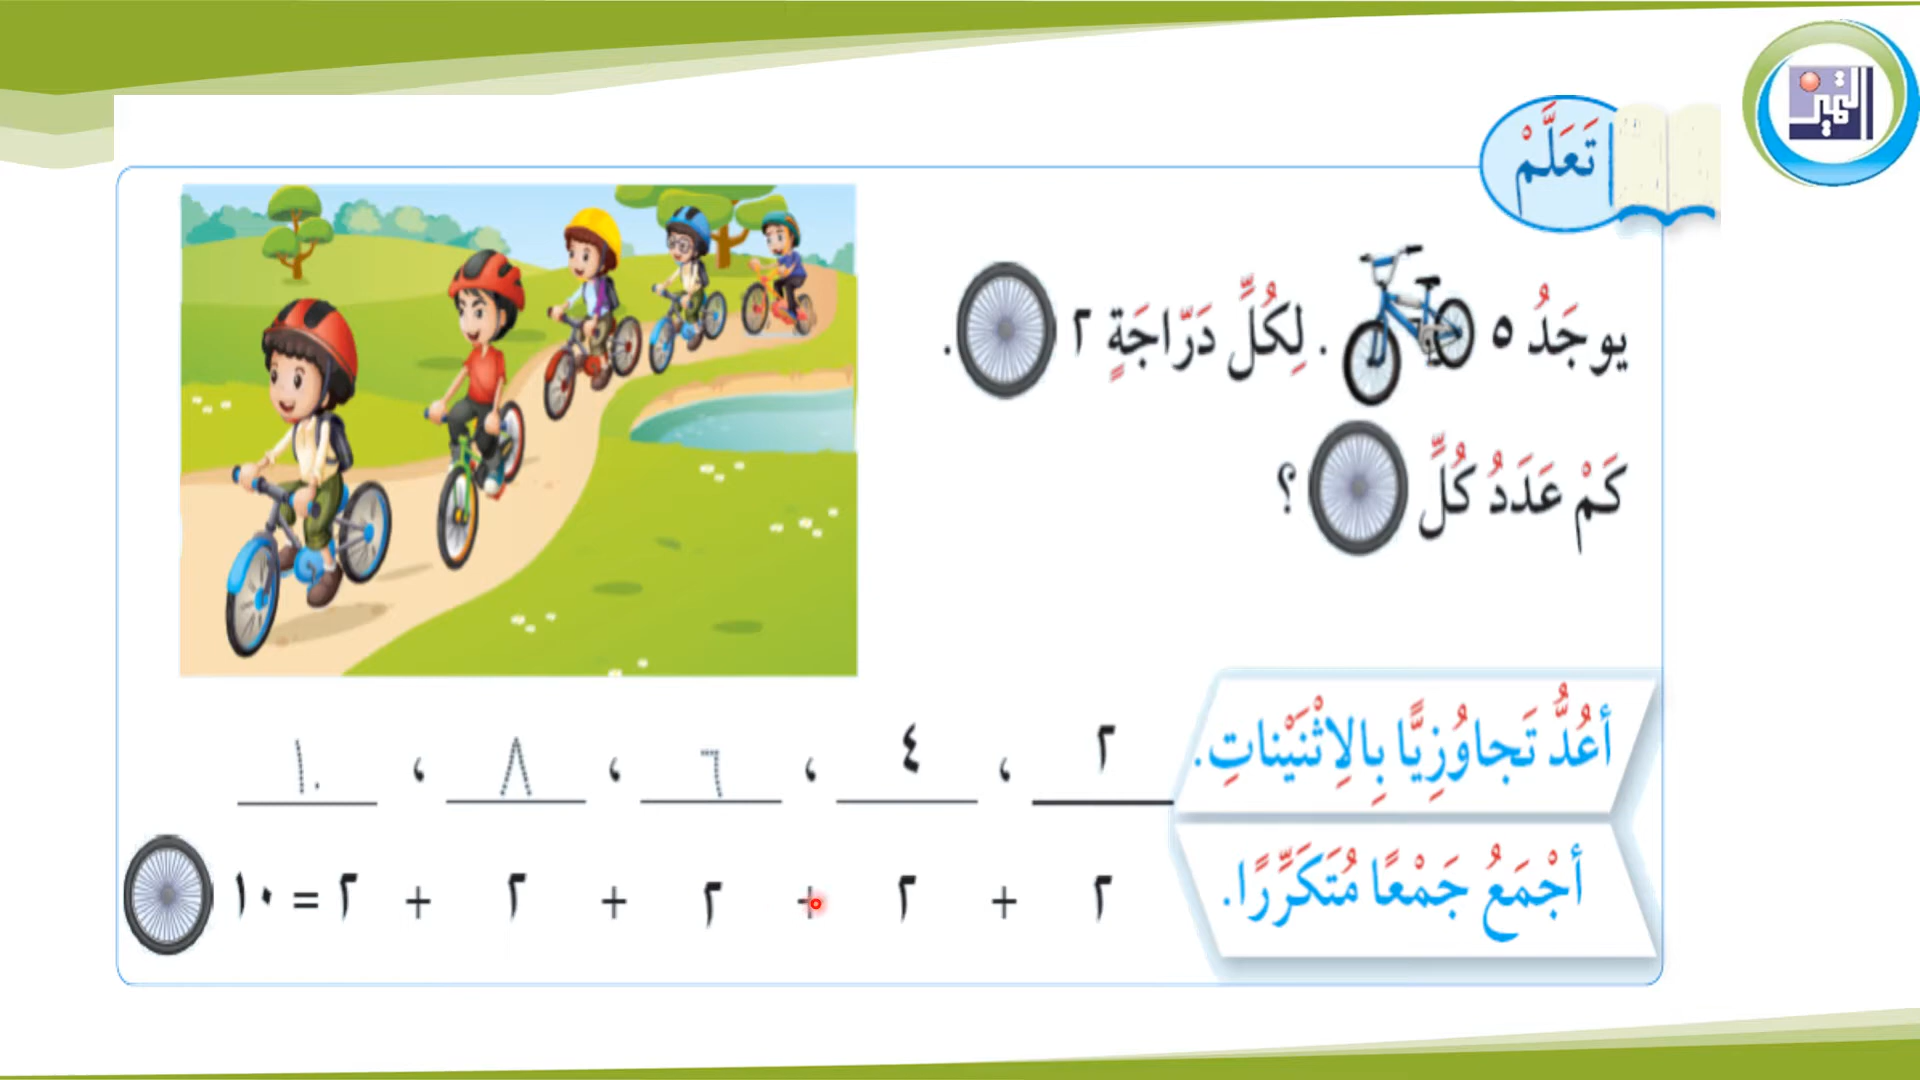 التميز
تَعَلَّمْ
يوجَدُ ٥ . لِكُلِّ دَرّاجَةٍ ٢ .
كَمْ عَدَدُ كُلِّ ؟
أَعُدُّ تَجاوُزِيًّا بِالِاثْنَيْناتِ.
٢ ، ٤ ، ٦ ، ٨ ، ١٠
أَجْمَعُ جَمْعًا مُتَكَرِّرًا.
٢ + ٢ + ٢ + ٢ + ٢ = ١٠